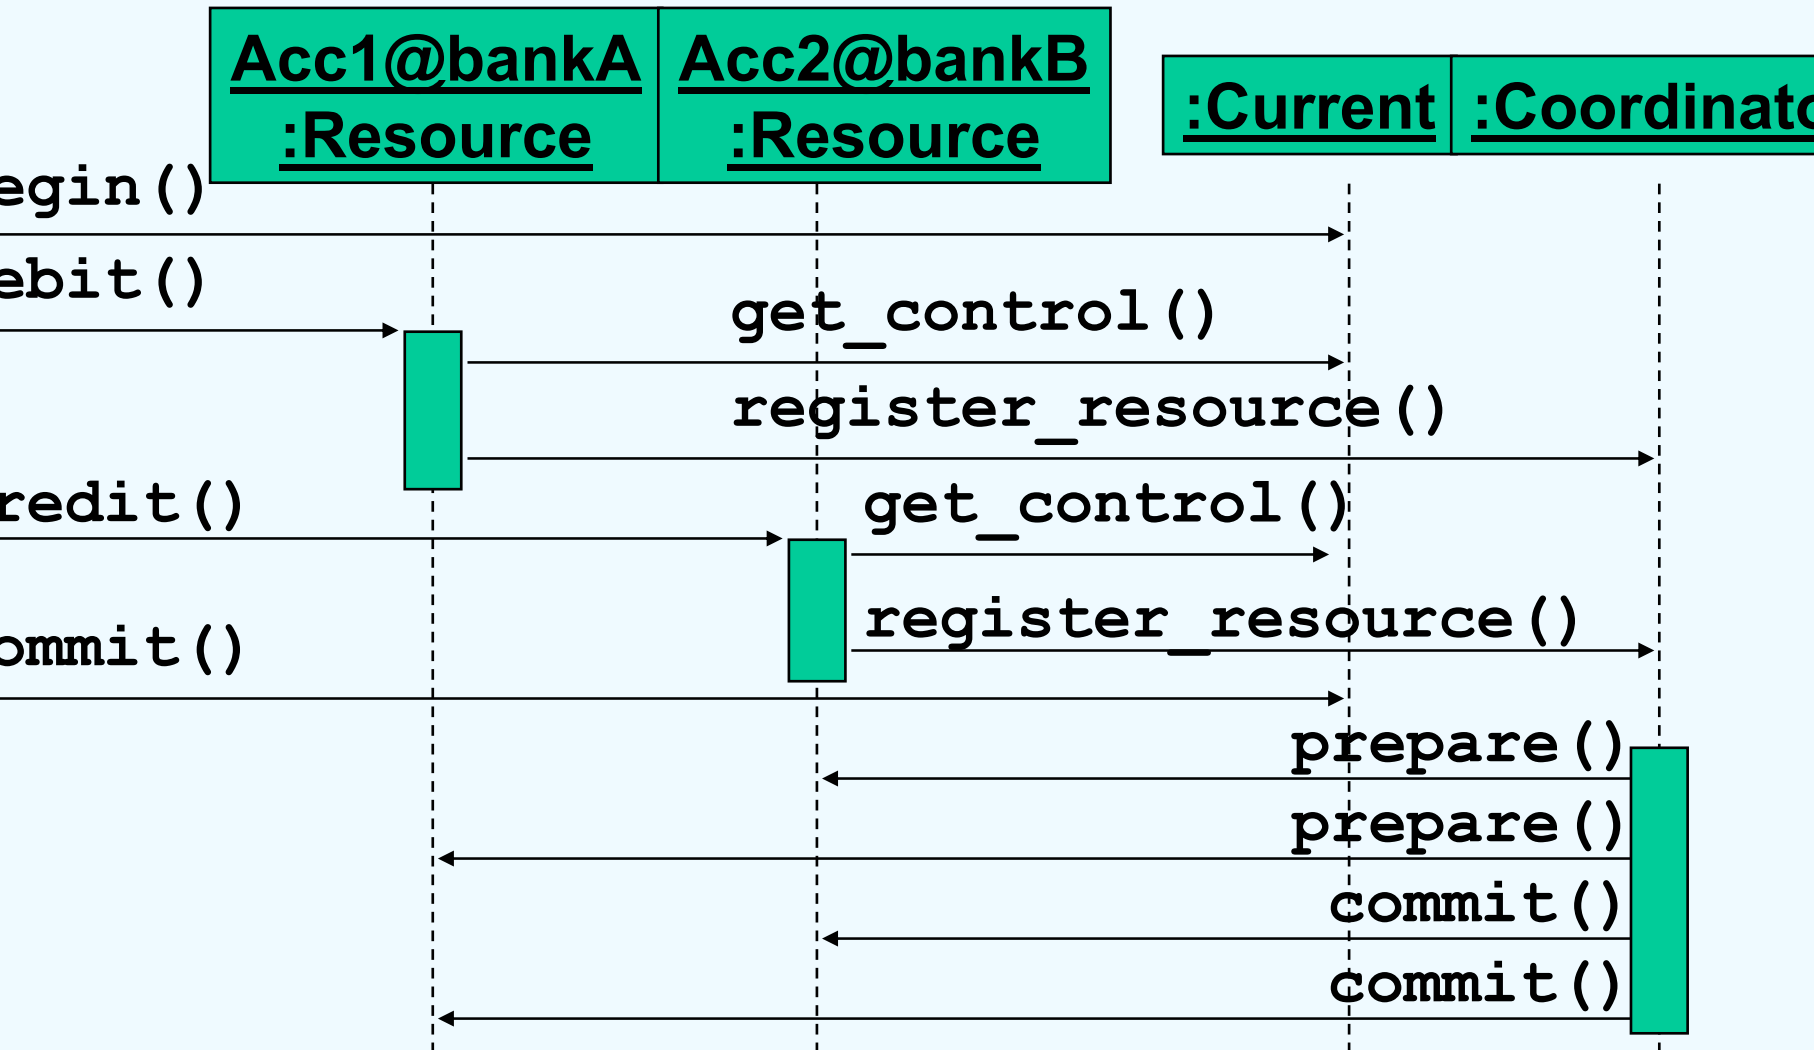 Acc1@bankA
:Resource
Acc2@bankB
:Resource
:Current
:Coordinato
egin()
ebit()
get_control()
register_resource()
redit()
get_control()
register_resource()
ommit()
prepare()
prepare()
commit()
commit()